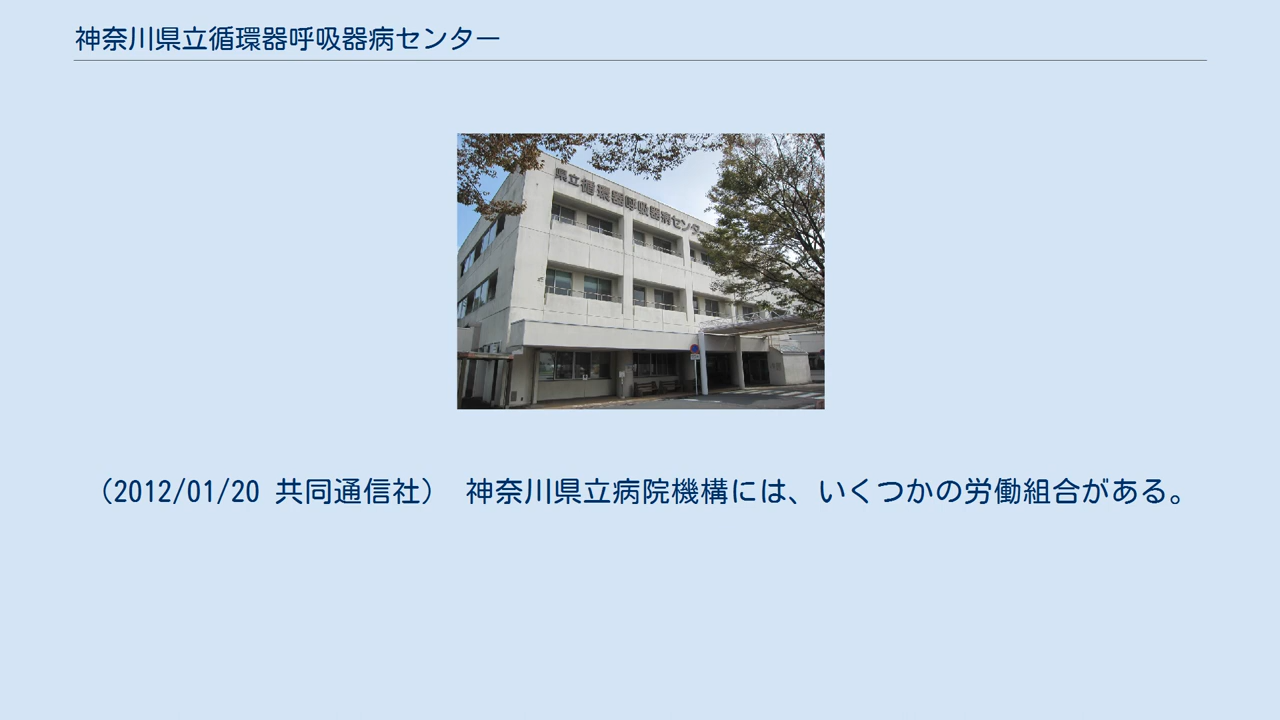 神奈川県立循環器呼吸器病センター
県立循環器呼吸器病センター
（2012/01/20 共同通信社） 神奈川県立病院機構には、いくつかの労働組合がある。